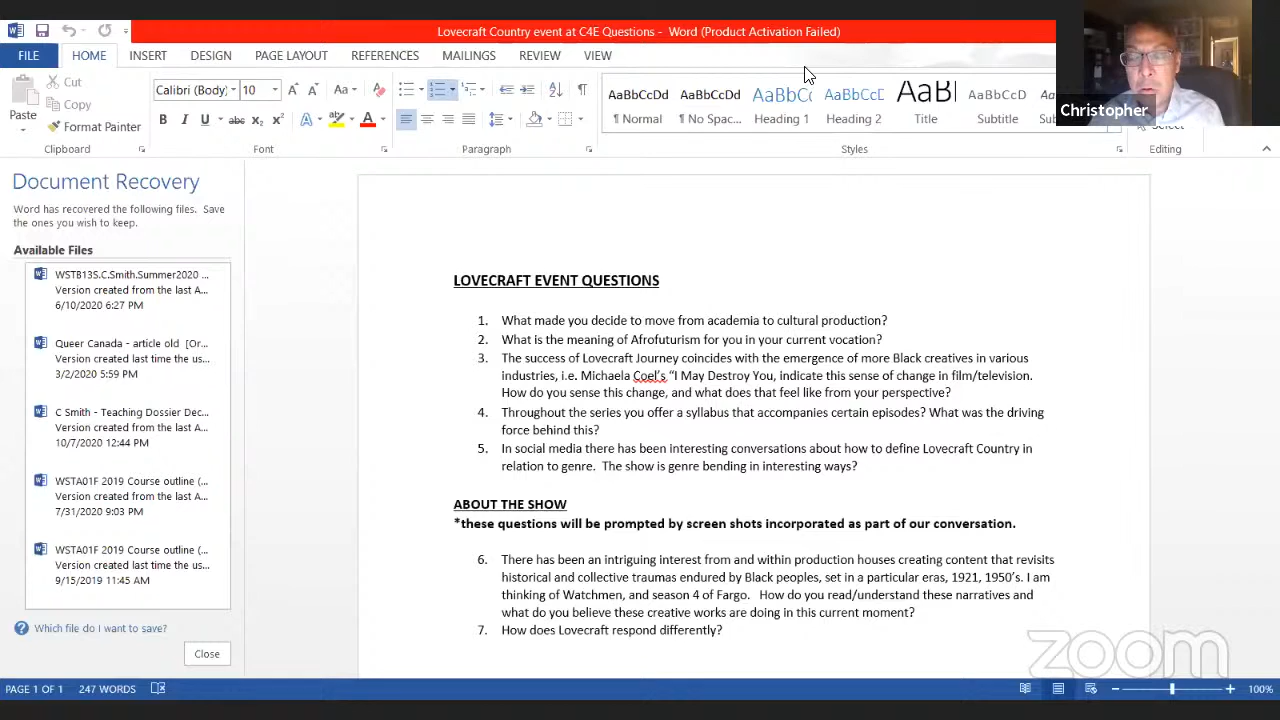 Lovecraft Country event at C4E Questions - Word (Product Activation Failed)
FILE HOME INSERT DESIGN PAGE LAYOUT REFERENCES MAILINGS REVIEW VIEW
Christopher
Paste
Cut
Copy
Format Painter
Clipboard
Calibri (Body) 10
Font
Paragraph
AaBbCcDd AaBbCcDd AaBbCc AaBbCcC AaBb AaBbCcD
¶ Normal ¶ No Spac... Heading 1 Heading 2 Title Subtitle
Styles
Select
Editing
Document Recovery
Word has recovered the following files. Save
the ones you wish to keep.
Available Files
WSTB13S.C.Smith.Summer2020 ...
Version created from the last A...
6/10/2020 6:27 PM
Queer Canada - article old [Or...
Version created last time the us...
3/2/2020 5:59 PM
C Smith - Teaching Dossier Dec...
Version created from the last A...
10/7/2020 12:44 PM
WSTA01F 2019 Course outline (...
Version created from the last A...
7/31/2020 9:03 PM
WSTA01F 2019 Course outline (...
Version created last time the us...
9/15/2019 11:45 AM
Which file do I want to save?
Close
LOVECRAFT EVENT QUESTIONS
1. What made you decide to move from academia to cultural production?
2. What is the meaning of Afrofuturism for you in your current vocation?
3. The success of Lovecraft Journey coincides with the emergence of more Black creatives in various
industries, i.e. Michaela Coel's “I May Destroy You, indicate this sense of change in film/television.
How do you sense this change, and what does that feel like from your perspective?
4. Throughout the series you offer a syllabus that accompanies certain episodes? What was the driving
force behind this?
5. In social media there has been interesting conversations about how to define Lovecraft Country in
relation to genre. The show is genre bending in interesting ways?
ABOUT THE SHOW
*these questions will be prompted by screen shots incorporated as part of our conversation.
6. There has been an intriguing interest from and within production houses creating content that revisits
historical and collective traumas endured by Black peoples, set in a particular eras, 1921, 1950's. I am
thinking of Watchmen, and season 4 of Fargo. How do you read/understand these narratives and
what do you believe these creative works are doing in this current moment?
7. How does Lovecraft respond differently?
zoom
PAGE 1 OF 1 247 WORDS
100%